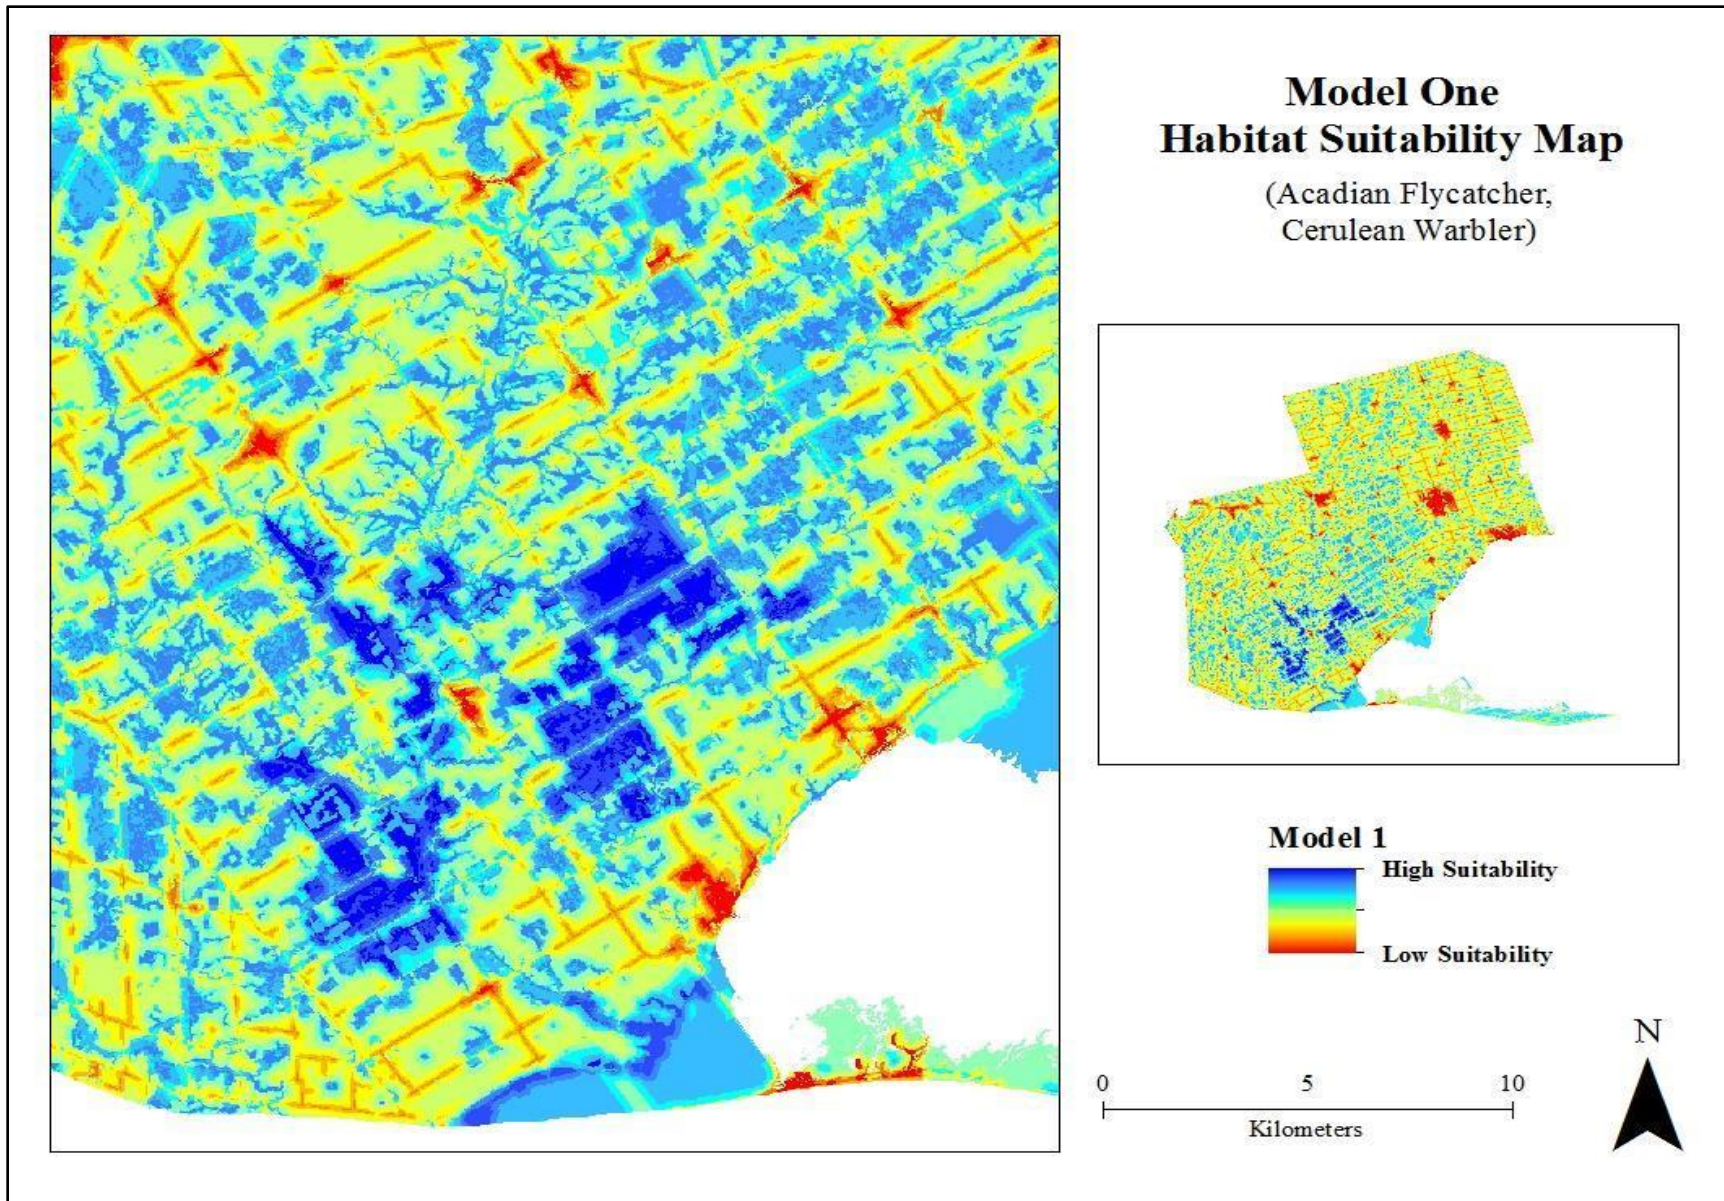 Model One
Habitat Suitability Map
(Acadian Flycatcher,
Cerulean Warbler)
Model 1
High Suitability
Low Suitability
N
0 5 10
Kilometers